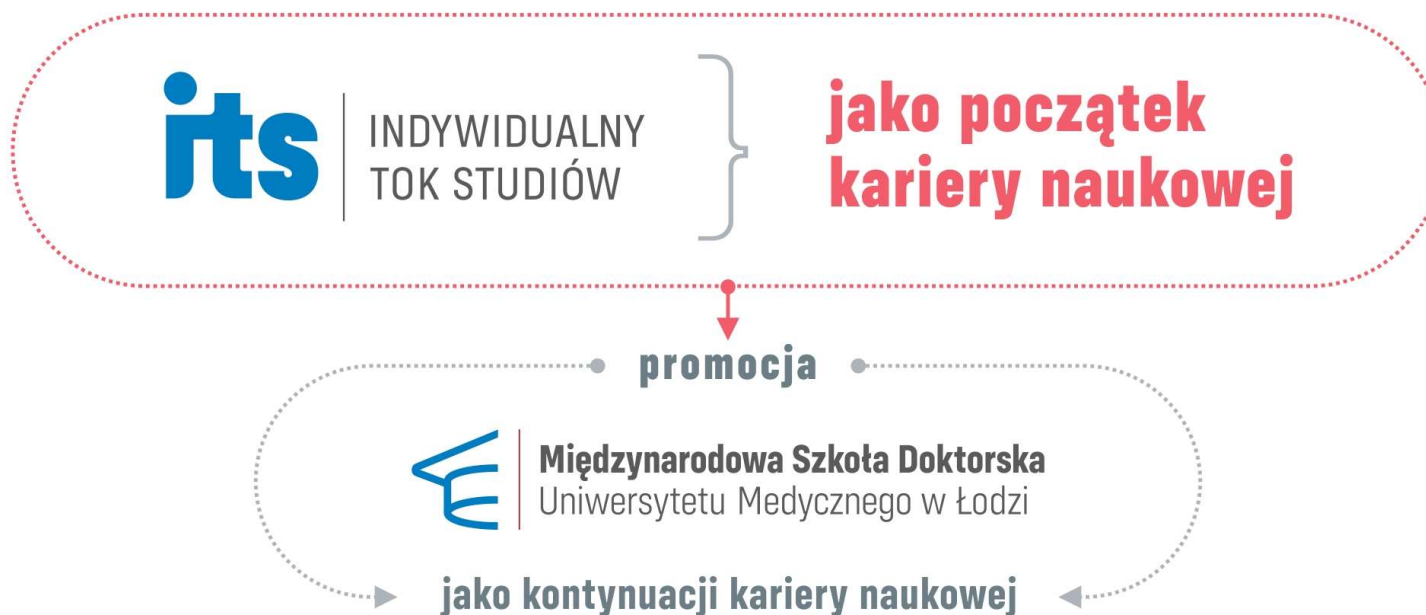 its
INDYWIDUALNY
TOK STUDIÓW
jako początek
kariery naukowej
promocja
Międzynarodowa Szkoła Doktorska
Uniwersytetu Medycznego w Łodzi
jako kontynuacji kariery naukowej